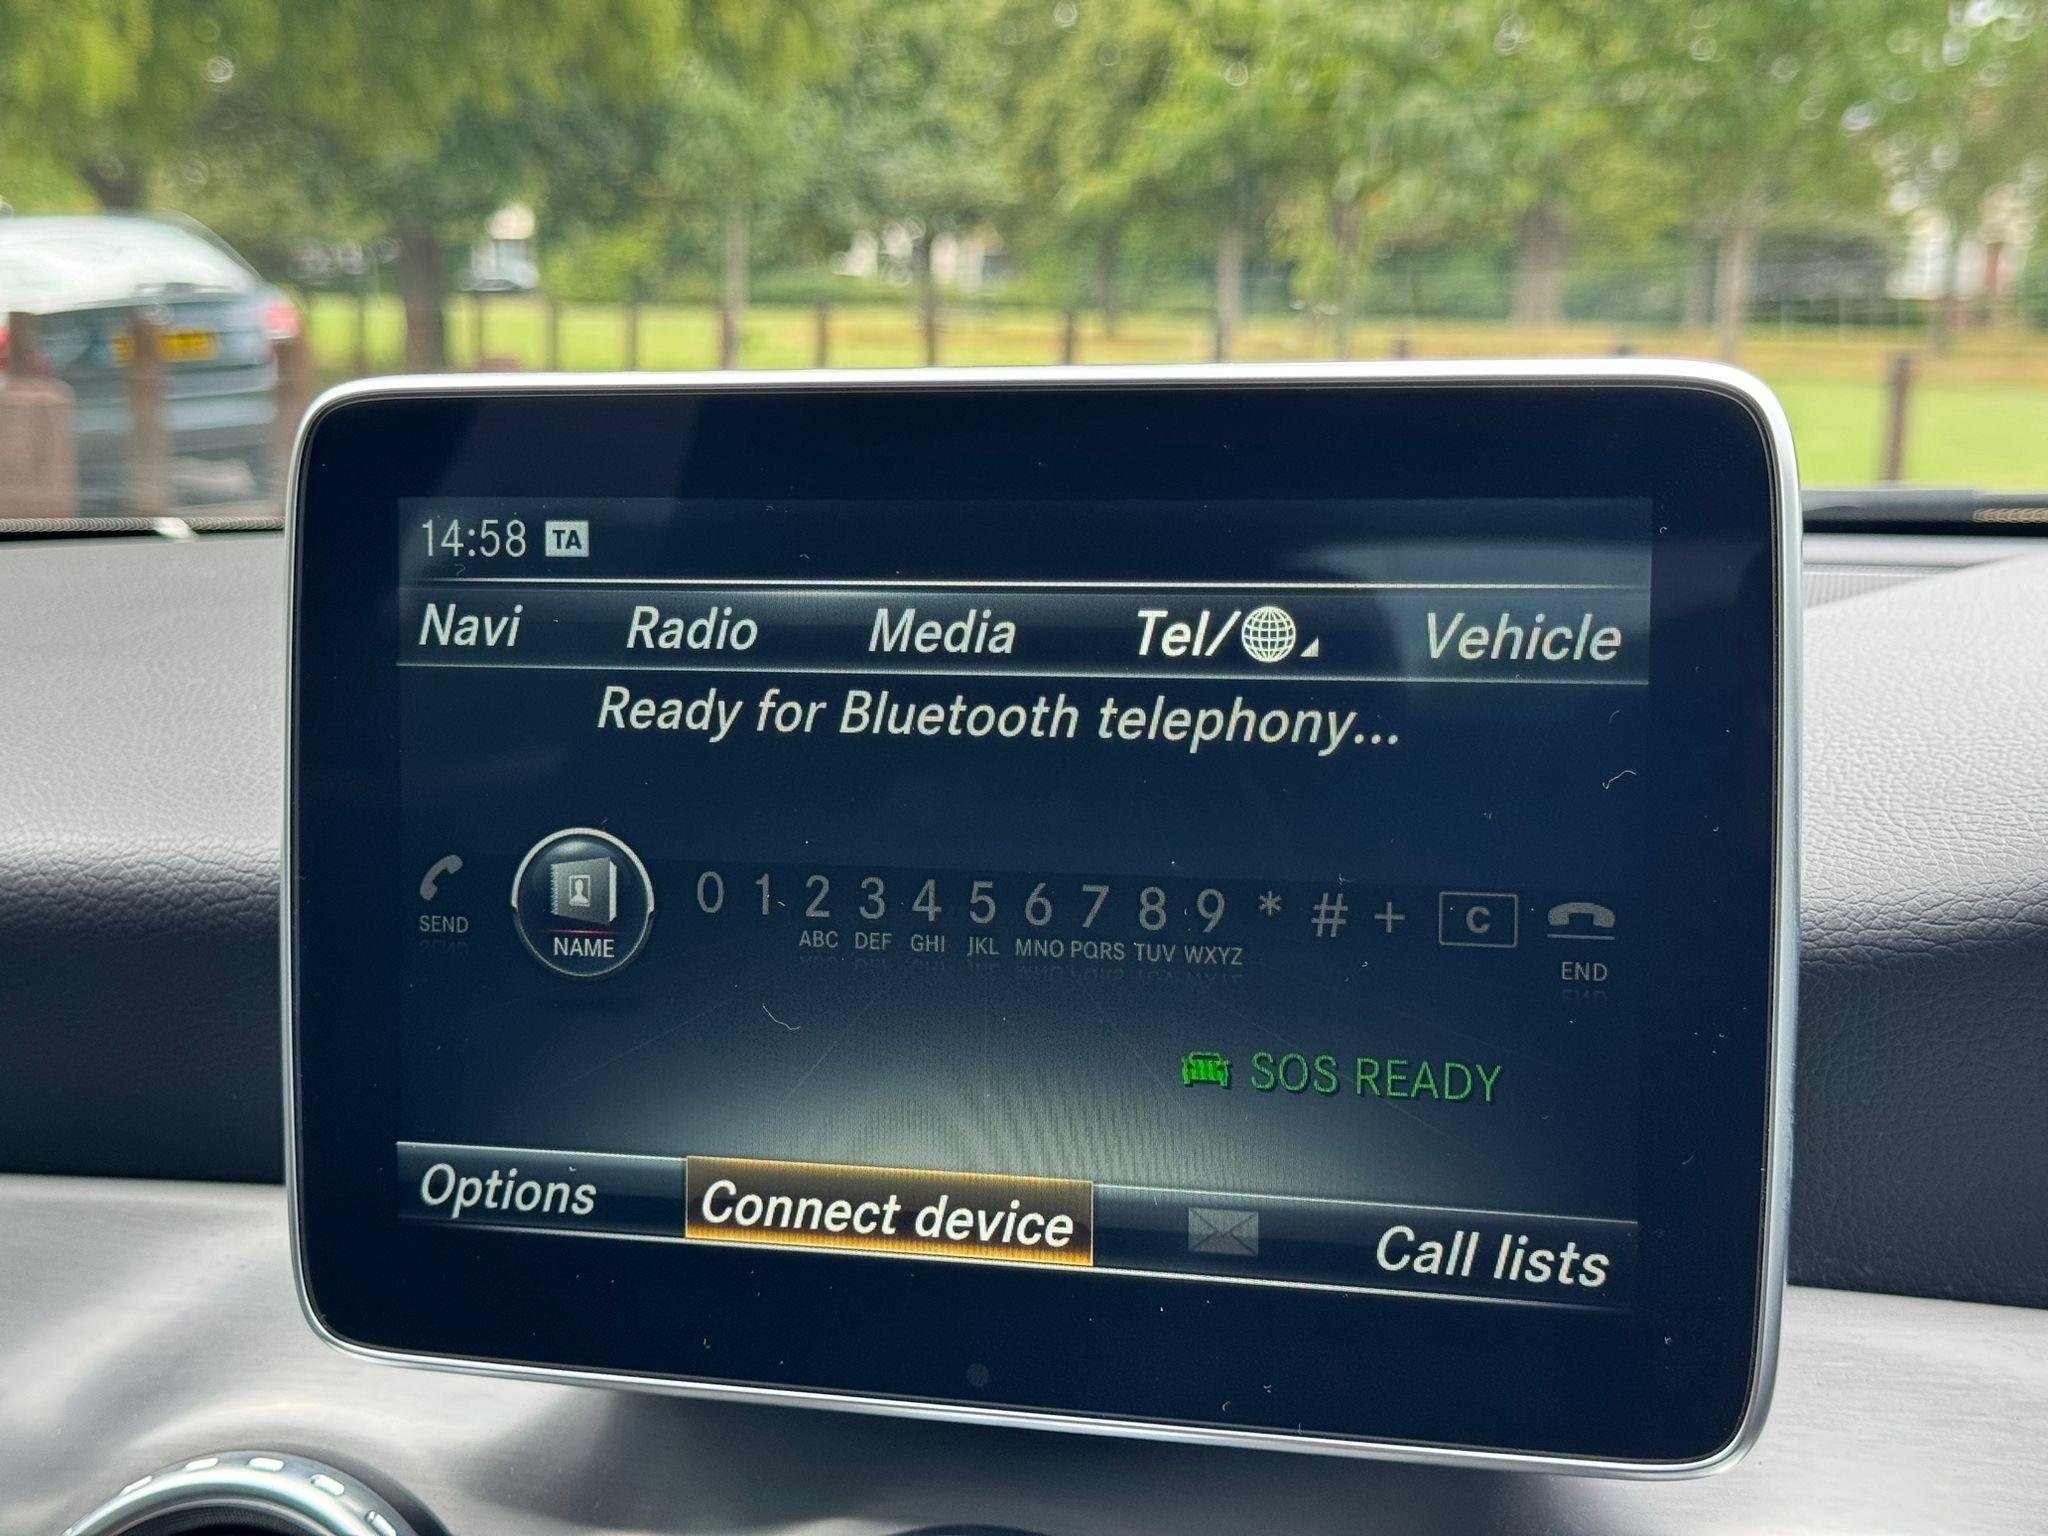 14:58 TA
Navi Radio Media Tel/ Vehicle
Ready for Bluetooth telephony...
0 1 2 3 4 5 6 7 8 9 * # + C
SEND NAME ABC DEF GHI JKL MNO PQRS TUV WXYZ END
SOS READY
Options Connect device Call lists